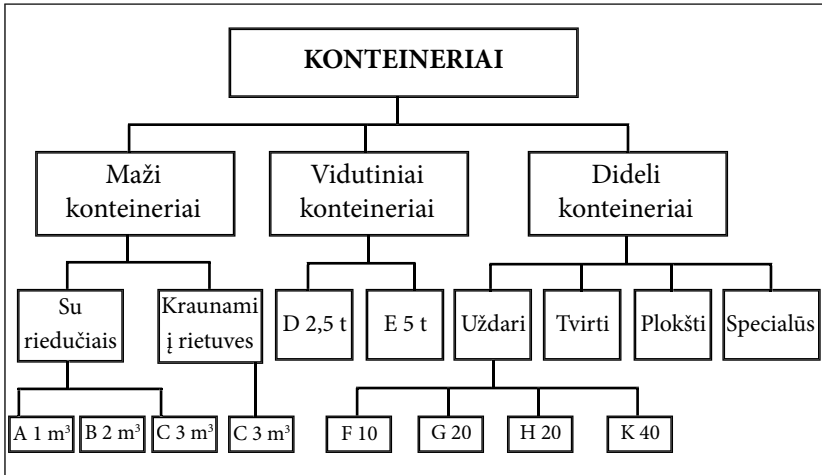 KONTEINERIAI
Maži
konteineriai
Vidutiniai
konteineriai
Dideli
konteineriai
Su
riedučiais
Kraunami
į rietuves
D 2,5 t
E 5 t
Uždari
Tvirti
Plokšti
Specialūs
A 1 m³
B 2 m³
C 3 m³
C 3 m³
F 10
G 20
H 20
K 40